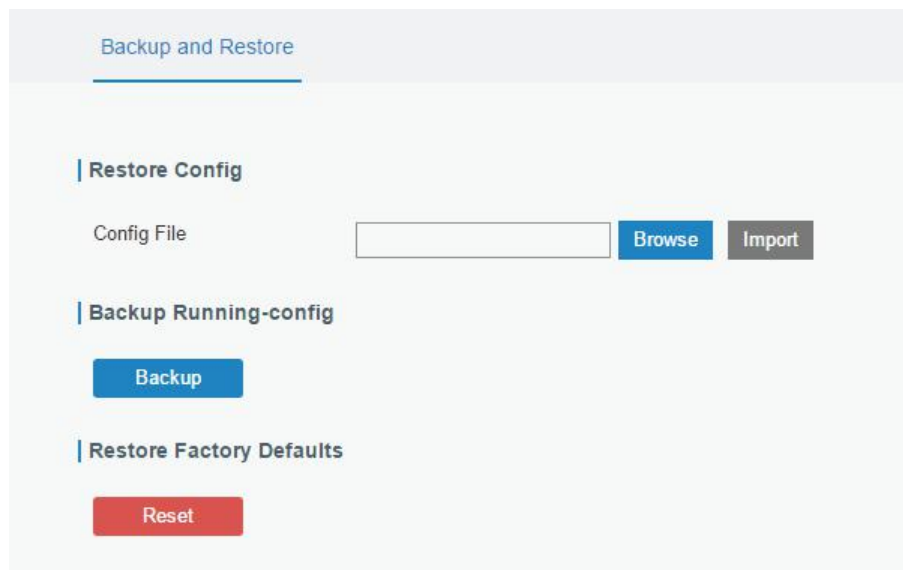 Backup and Restore
Restore Config
Config File Browse Import
Backup Running-config
Backup
Restore Factory Defaults
Reset